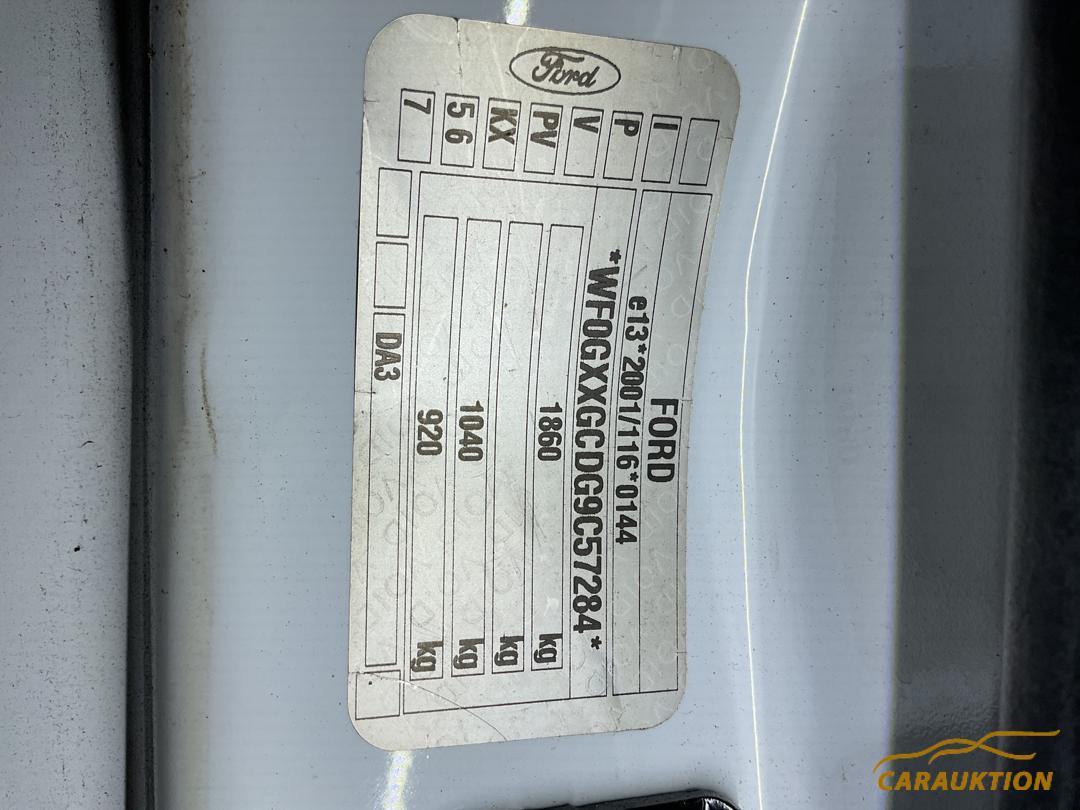 Ford
I
P
V
PV
KX
5 6
7
FORD
e13*2001/116*0144
*WF0GXXGCDG9C57284*
1860 kg
kg
1040 kg
920 kg
DA3
CARAUKTION